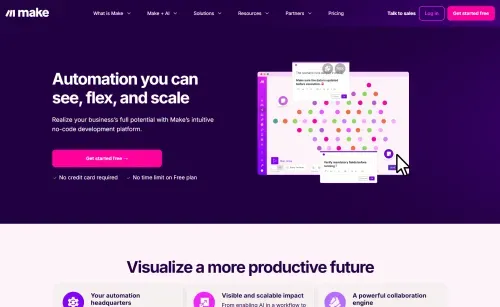 make
What is Make
Make + AI
Solutions
Resources
Partners
Pricing
Talk to sales
Log in
Get started free
Automation you can
see, flex, and scale
Realize your business's full potential with Make's intuitive
no-code development platform.
Get started free →
No credit card required
No time limit on Free plan
Visualize a more productive future
Your automation
headquarters
Visible and scalable impact
From enabling AI in a workflow to
A powerful collaboration
engine